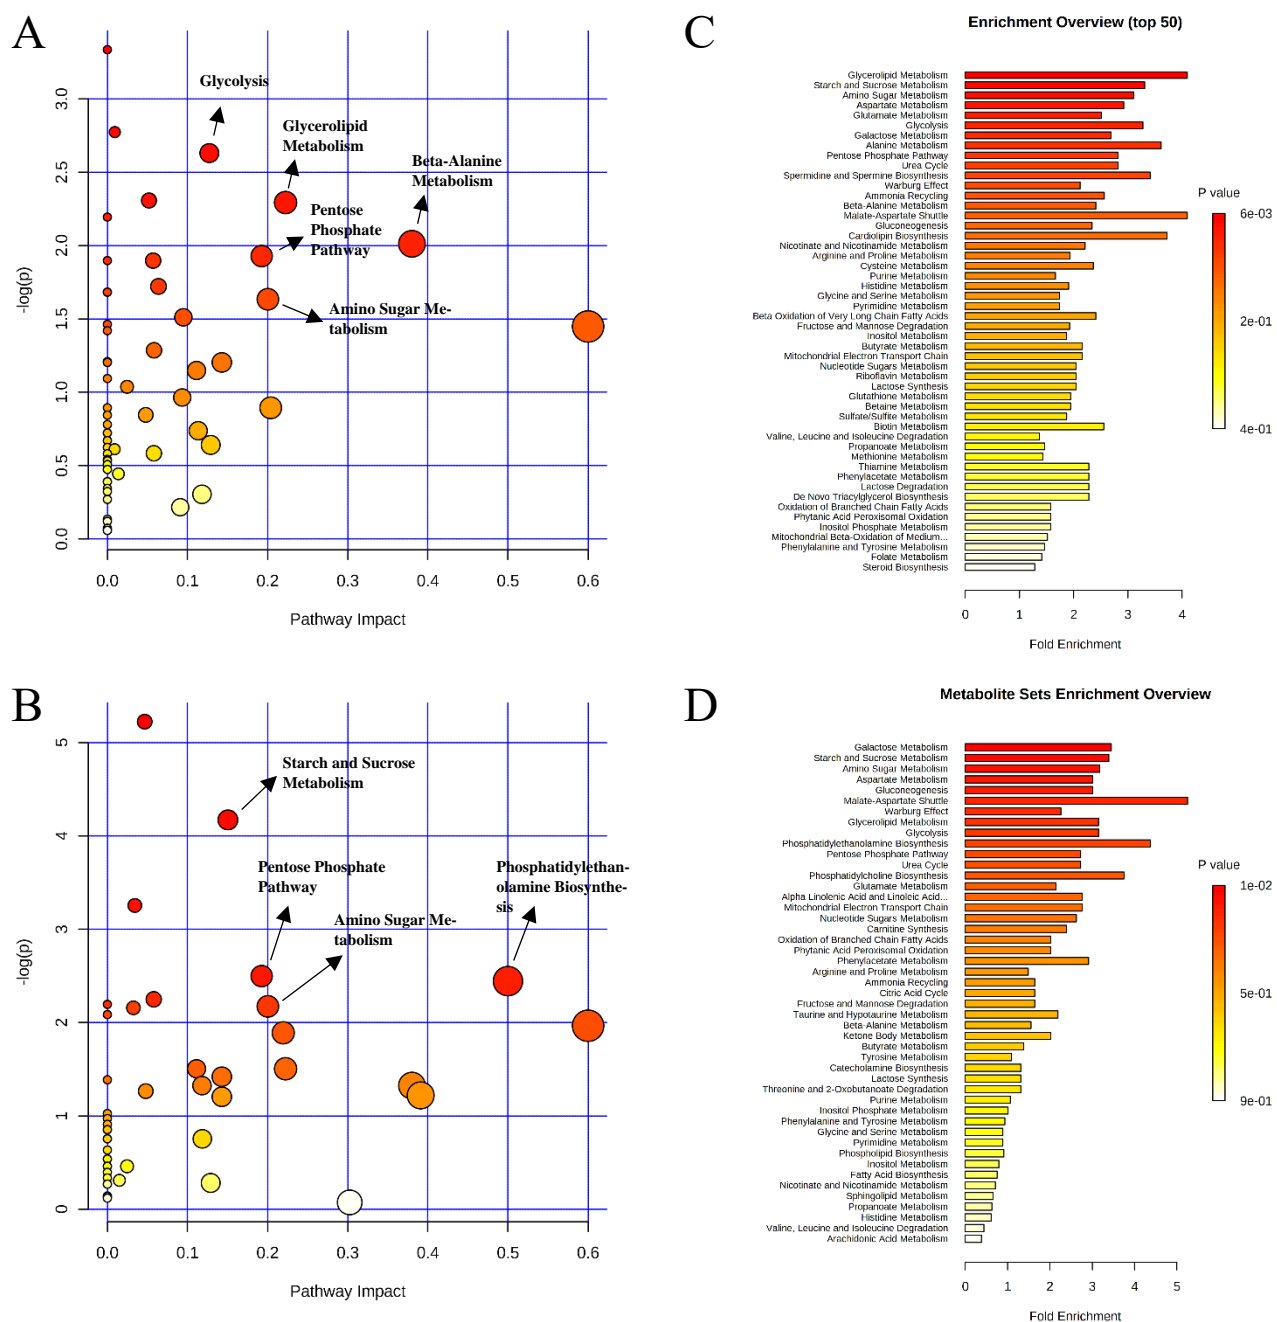 A
Glycolysis
Glycerolipid
Metabolism
Beta-Alanine
Metabolism
Pentose
Phosphate
Pathway
Amino Sugar Me-
tabolism
-log(p)
3.0
2.5
2.0
1.5
1.0
0.5
0.0
0.0 0.1 0.2 0.3 0.4 0.5 0.6
Pathway Impact
B
Starch and Sucrose
Metabolism
Pentose Phosphate
Pathway
Phosphatidylethan-
olamine Biosynthe-
sis
Amino Sugar Me-
tabolism
-log(p)
5
4
3
2
1
0
0.0 0.1 0.2 0.3 0.4 0.5 0.6
Pathway Impact
C
Enrichment Overview (top 50)
Glycerolipid Metabolism
Starch and Sucrose Metabolism
Amino Sugar Metabolism
Aspartate Metabolism
Glutamate Metabolism
Glycolysis
Galactose Metabolism
Alanine Metabolism
Pentose Phosphate Pathway
Urea Cycle
Spermidine and Spermine Biosynthesis
Warburg Effect
Ammonia Recycling
Beta-Alanine Metabolism
Malate-Aspartate Shuttle
Gluconeogenesis
Cardiolipin Biosynthesis
Nicotinate and Nicotinamide Metabolism
Arginine and Proline Metabolism
Cysteine Metabolism
Purine Metabolism
Histidine Metabolism
Glycine and Serine Metabolism
Pyrimidine Metabolism
Beta Oxidation of Very Long Chain Fatty Acids
Fructose and Mannose Degradation
Inositol Metabolism
Butyrate Metabolism
Mitochondrial Electron Transport Chain
Nucleotide Sugars Metabolism
Riboflavin Metabolism
Lactose Synthesis
Glutathione Metabolism
Betaine Metabolism
Sulfate/Sulfite Metabolism
Biotin Metabolism
Valine, Leucine and Isoleucine Degradation
Propanoate Metabolism
Methionine Metabolism
Thiamine Metabolism
Phenylacetate Metabolism
Lactose Degradation
De Novo Triacylglycerol Biosynthesis
Oxidation of Branched Chain Fatty Acids
Phytanic Acid Peroxisomal Oxidation
Inositol Phosphate Metabolism
Mitochondrial Beta-Oxidation of Medium...
Phenylalanine and Tyrosine Metabolism
Folate Metabolism
Steroid Biosynthesis
0 1 2 3 4
Fold Enrichment
P value
6e-03
2e-01
4e-01
D
Metabolite Sets Enrichment Overview
Galactose Metabolism
Starch and Sucrose Metabolism
Amino Sugar Metabolism
Aspartate Metabolism
Gluconeogenesis
Malate-Aspartate Shuttle
Warburg Effect
Glycerolipid Metabolism
Glycolysis
Phosphatidylethanolamine Biosynthesis
Pentose Phosphate Pathway
Urea Cycle
Phosphatidylcholine Biosynthesis
Glutamate Metabolism
Alpha Linolenic Acid and Linoleic Acid...
Mitochondrial Electron Transport Chain
Nucleotide Sugars Metabolism
Carnitine Synthesis
Oxidation of Branched Chain Fatty Acids
Phytanic Acid Peroxisomal Oxidation
Phenylacetate Metabolism
Arginine and Proline Metabolism
Ammonia Recycling
Citric Acid Cycle
Fructose and Mannose Degradation
Taurine and Hypotaurine Metabolism
Beta-Alanine Metabolism
Ketone Body Metabolism
Butyrate Metabolism
Tyrosine Metabolism
Catecholamine Biosynthesis
Lactose Synthesis
Threonine and 2-Oxobutanoate Degradation
Purine Metabolism
Inositol Phosphate Metabolism
Phenylalanine and Tyrosine Metabolism
Glycine and Serine Metabolism
Pyrimidine Metabolism
Phospholipid Biosynthesis
Inositol Metabolism
Fatty Acid Biosynthesis
Nicotinate and Nicotinamide Metabolism
Sphingolipid Metabolism
Propanoate Metabolism
Histidine Metabolism
Valine, Leucine and Isoleucine Degradation
Arachidonic Acid Metabolism
0 1 2 3 4 5
Fold Enrichment
P value
1e-02
5e-01
9e-01